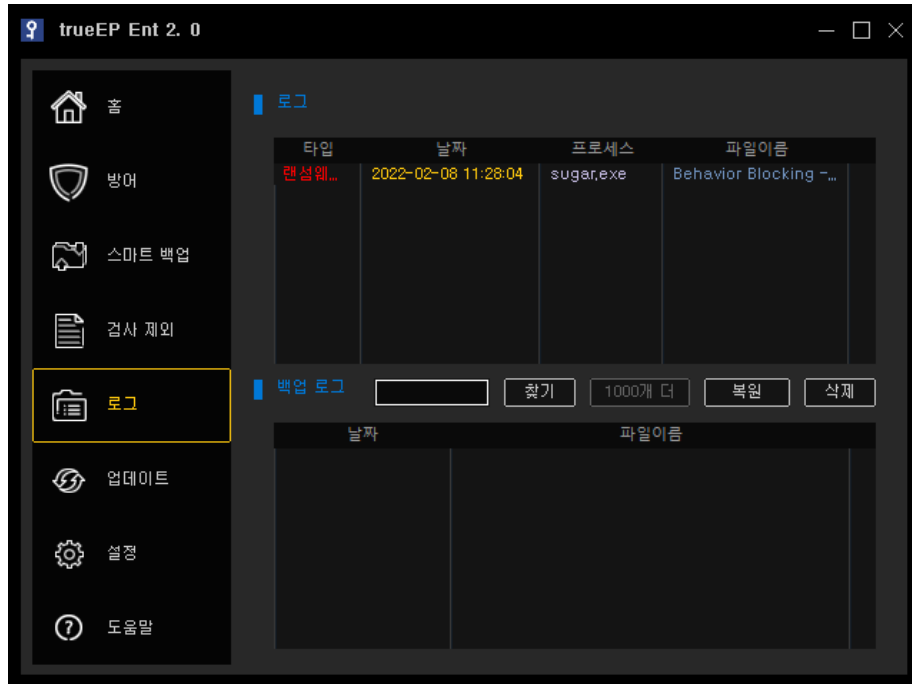 trueEP Ent 2. 0
홈
방어
스마트 백업
검사 제외
로그
업데이트
설정
도움말
로그
타입 날짜 프로세스 파일이름
랜섬웨... 2022-02-08 11:28:04 sugar,exe Behavior Blocking -...
백업 로그 찾기 1000개 더 복원 삭제
날짜 파일이름